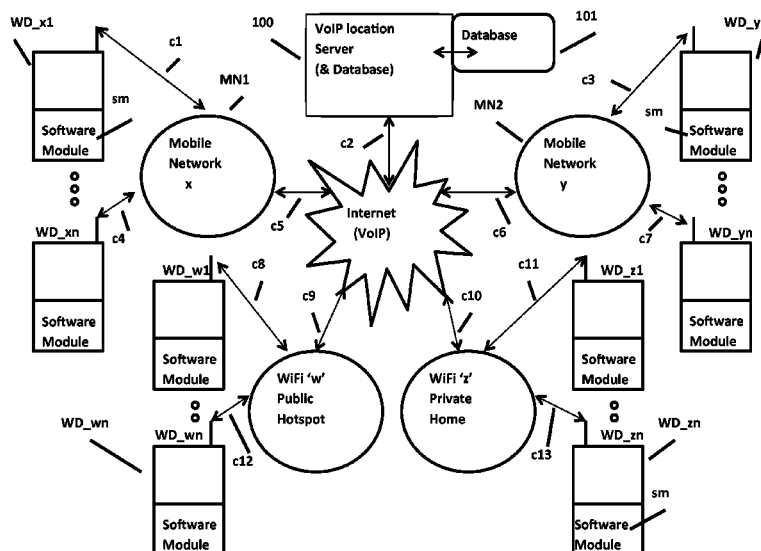 WD_x1
c1
100
VoIP location
Server
(& Database)
Database
101
WD_y
MN1
MN2
c3
sm
sm
Software
Module
Mobile
Network
x
c2
Mobile
Network
y
Software
Module
Internet
(VoIP)
c5
c6
c4
c7
WD_xn
WD_yn
WD_w1
c8
c11
WD_z1
c9
c10
Software
Module
Software
Module
Software
Module
WiFi 'w'
Public
Hotspot
WiFi 'z'
Private
Home
Software
Module
WD_wn
WD_wn
c12
c13
WD_zn
WD_zn
sm
Software
Module
Software
Module